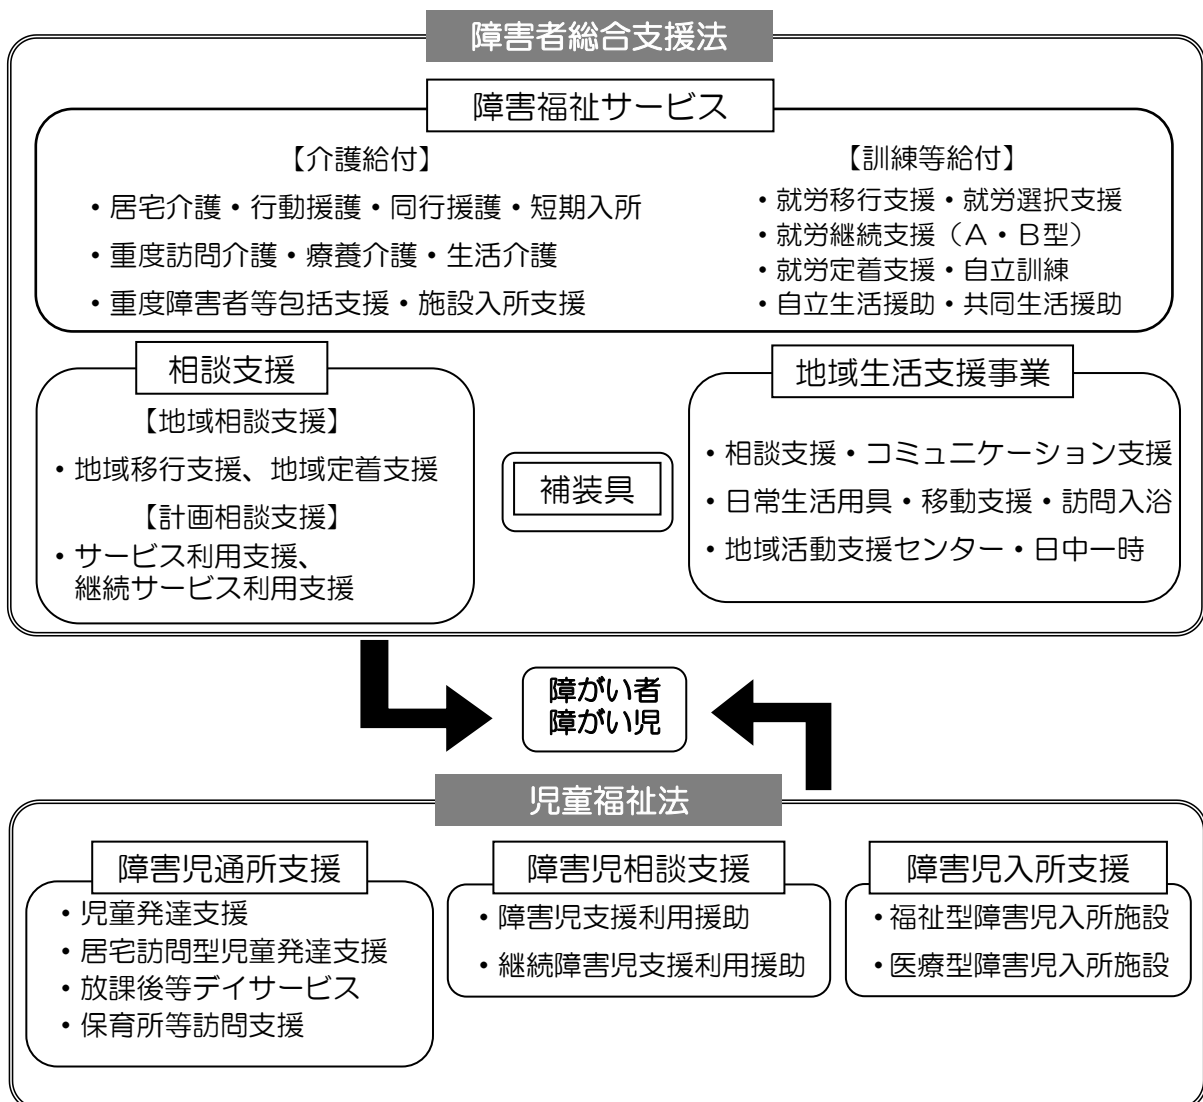 障害者総合支援法
障害福祉サービス
【介護給付】
・居宅介護・行動援護・同行援護・短期入所
・重度訪問介護・療養介護・生活介護
・重度障害者等包括支援・施設入所支援
【訓練等給付】
・就労移行支援・就労選択支援
・就労継続支援（A・B型）
・就労定着支援・自立訓練
・自立生活援助・共同生活援助
相談支援
【地域相談支援】
・地域移行支援、地域定着支援
【計画相談支援】
・サービス利用支援、
継続サービス利用支援
補装具
地域生活支援事業
・相談支援・コミュニケーション支援
・日常生活用具・移動支援・訪問入浴
・地域活動支援センター・日中一時
障がい者
障がい児
児童福祉法
障害児通所支援
・児童発達支援
・居宅訪問型児童発達支援
・放課後等デイサービス
・保育所等訪問支援
障害児相談支援
・障害児支援利用援助
・継続障害児支援利用援助
障害児入所支援
・福祉型障害児入所施設
・医療型障害児入所施設